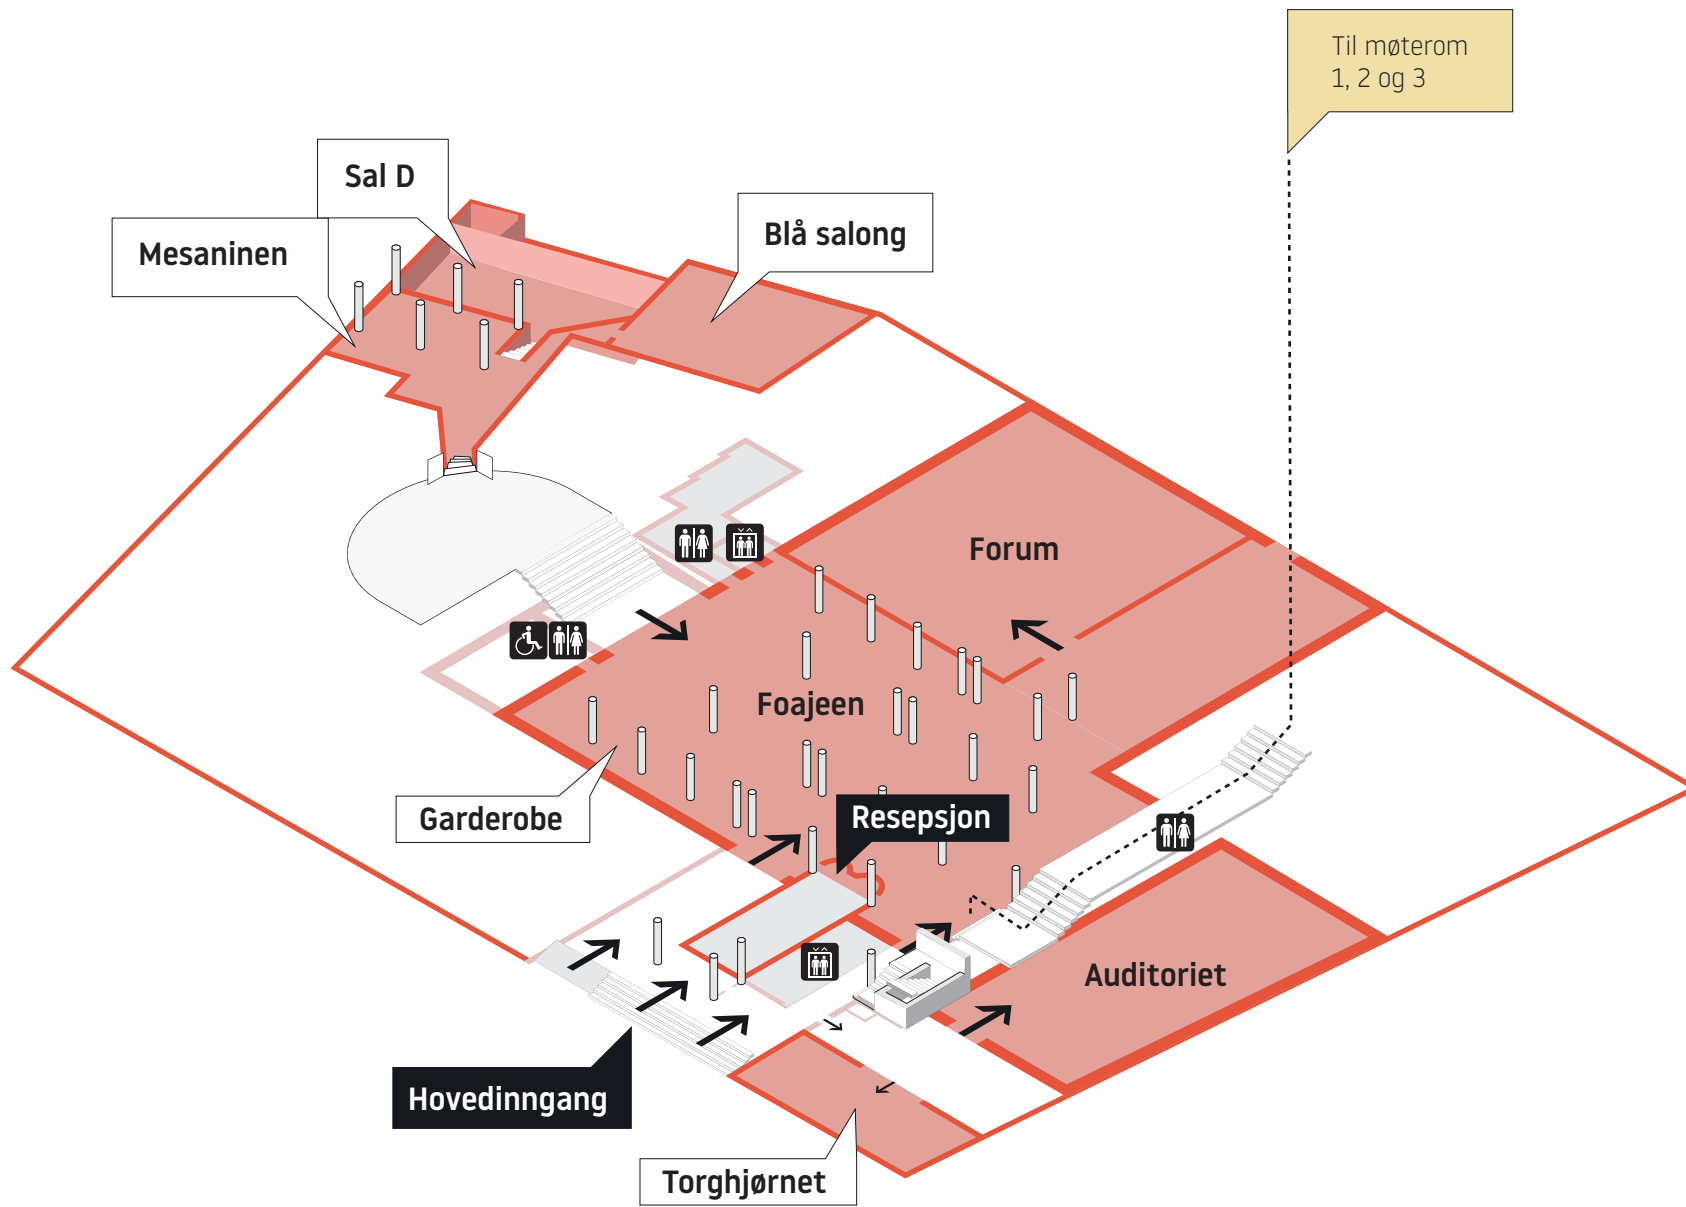 Til møterom
1, 2 og 3
Sal D
Mesaninen
Blå salong
Forum
Foajeen
Garderobe
Resepsjon
Auditoriet
Hovedinngang
Torghjørnet